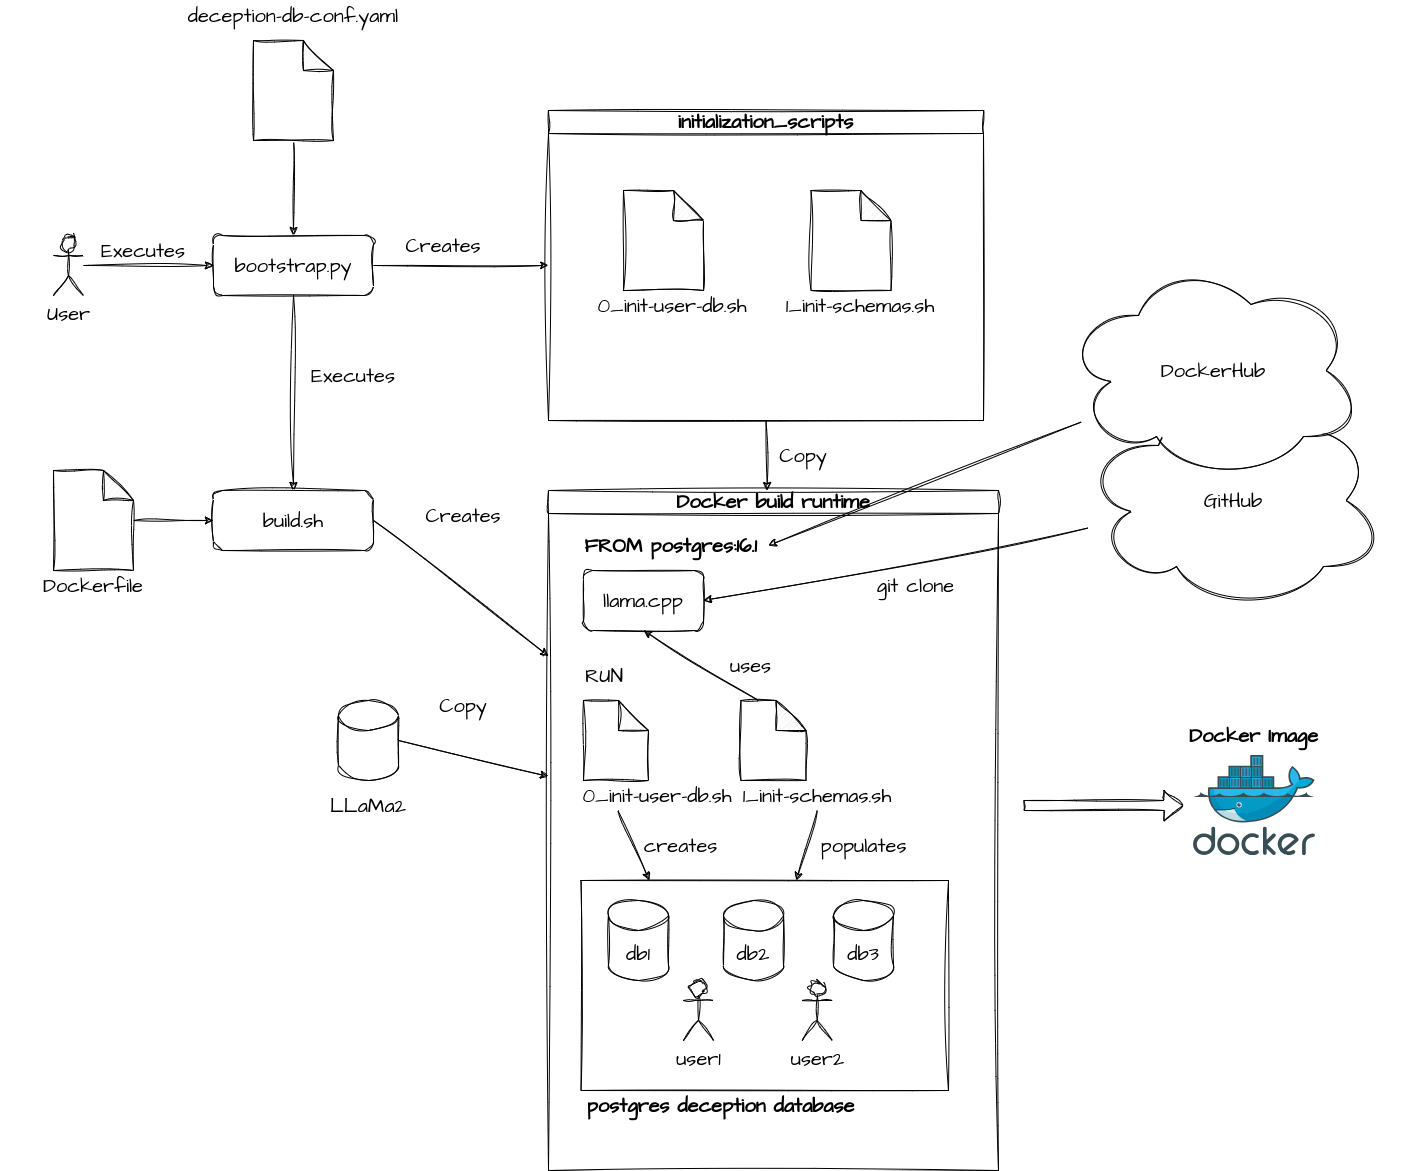 deception-db-conf.yaml
initialization_scripts
Executes
bootstrap.py
Creates
User
0_init-user-db.sh
1_init-schemas.sh
Executes
DockerHub
Copy
Dockerfile
build.sh
Creates
Docker build runtime
GitHub
FROM postgres:16.1
llama.cpp
git clone
uses
RUN
Copy
LLaMa2
0_init-user-db.sh
1_init-schemas.sh
Docker Image
docker
creates
populates
db1
db2
db3
user1
user2
postgres deception database